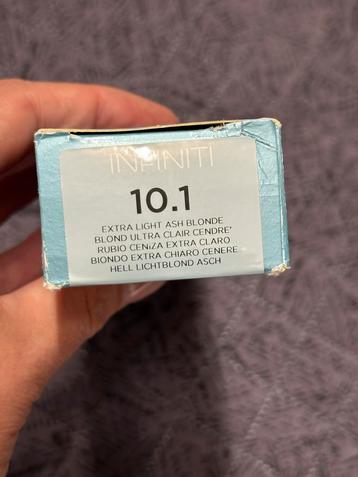 INFINITI
10.1
EXTRA LIGHT ASH BLONDE
BLOND ULTRA CLAIR CENDRE'
RUBIO CENiZA EXTRA CLARO
BIONDO EXTRA CHIARO CENERE
HELL LICHTBLOND ASCH